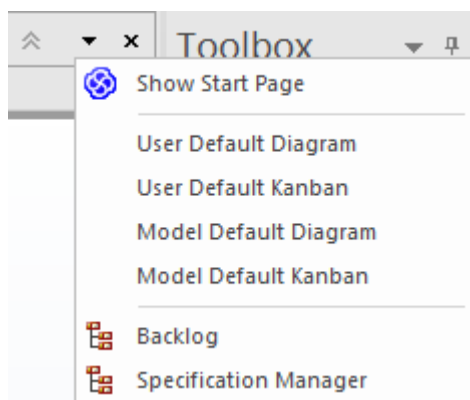 Toolbox
Show Start Page
User Default Diagram
User Default Kanban
Model Default Diagram
Model Default Kanban
Backlog
Specification Manager